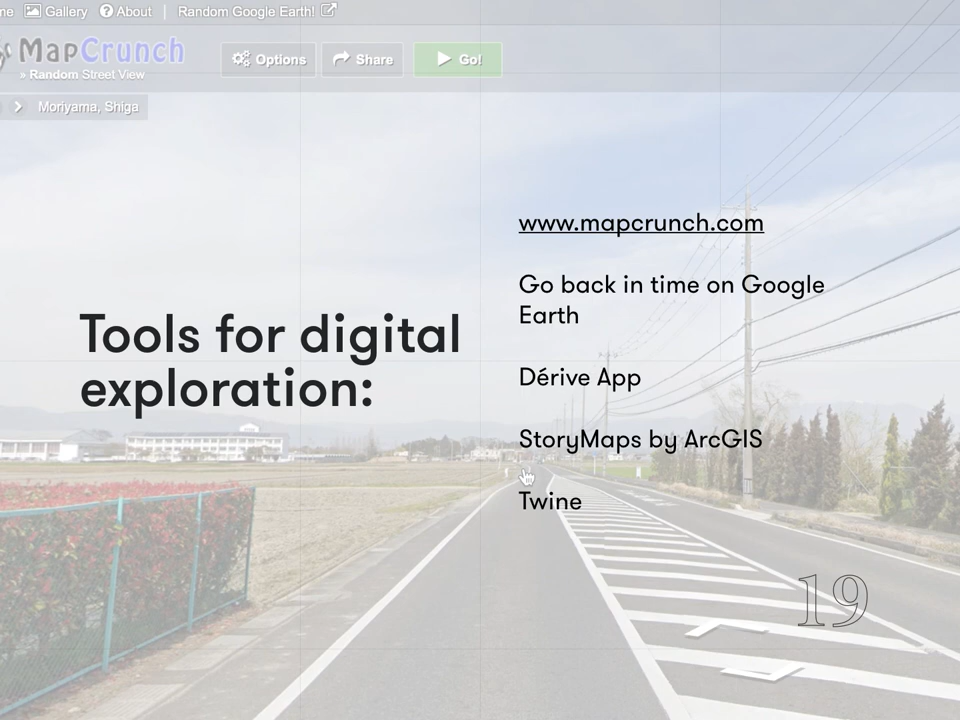 Gallery About | Random Google Earth!
MapCrunch
» Random Street View
Options Share Go!
Moriyama, Shiga
www.mapcrunch.com
Go back in time on Google
Earth
Tools for digital
exploration:
Dérive App
StoryMaps by ArcGIS
Twine
19